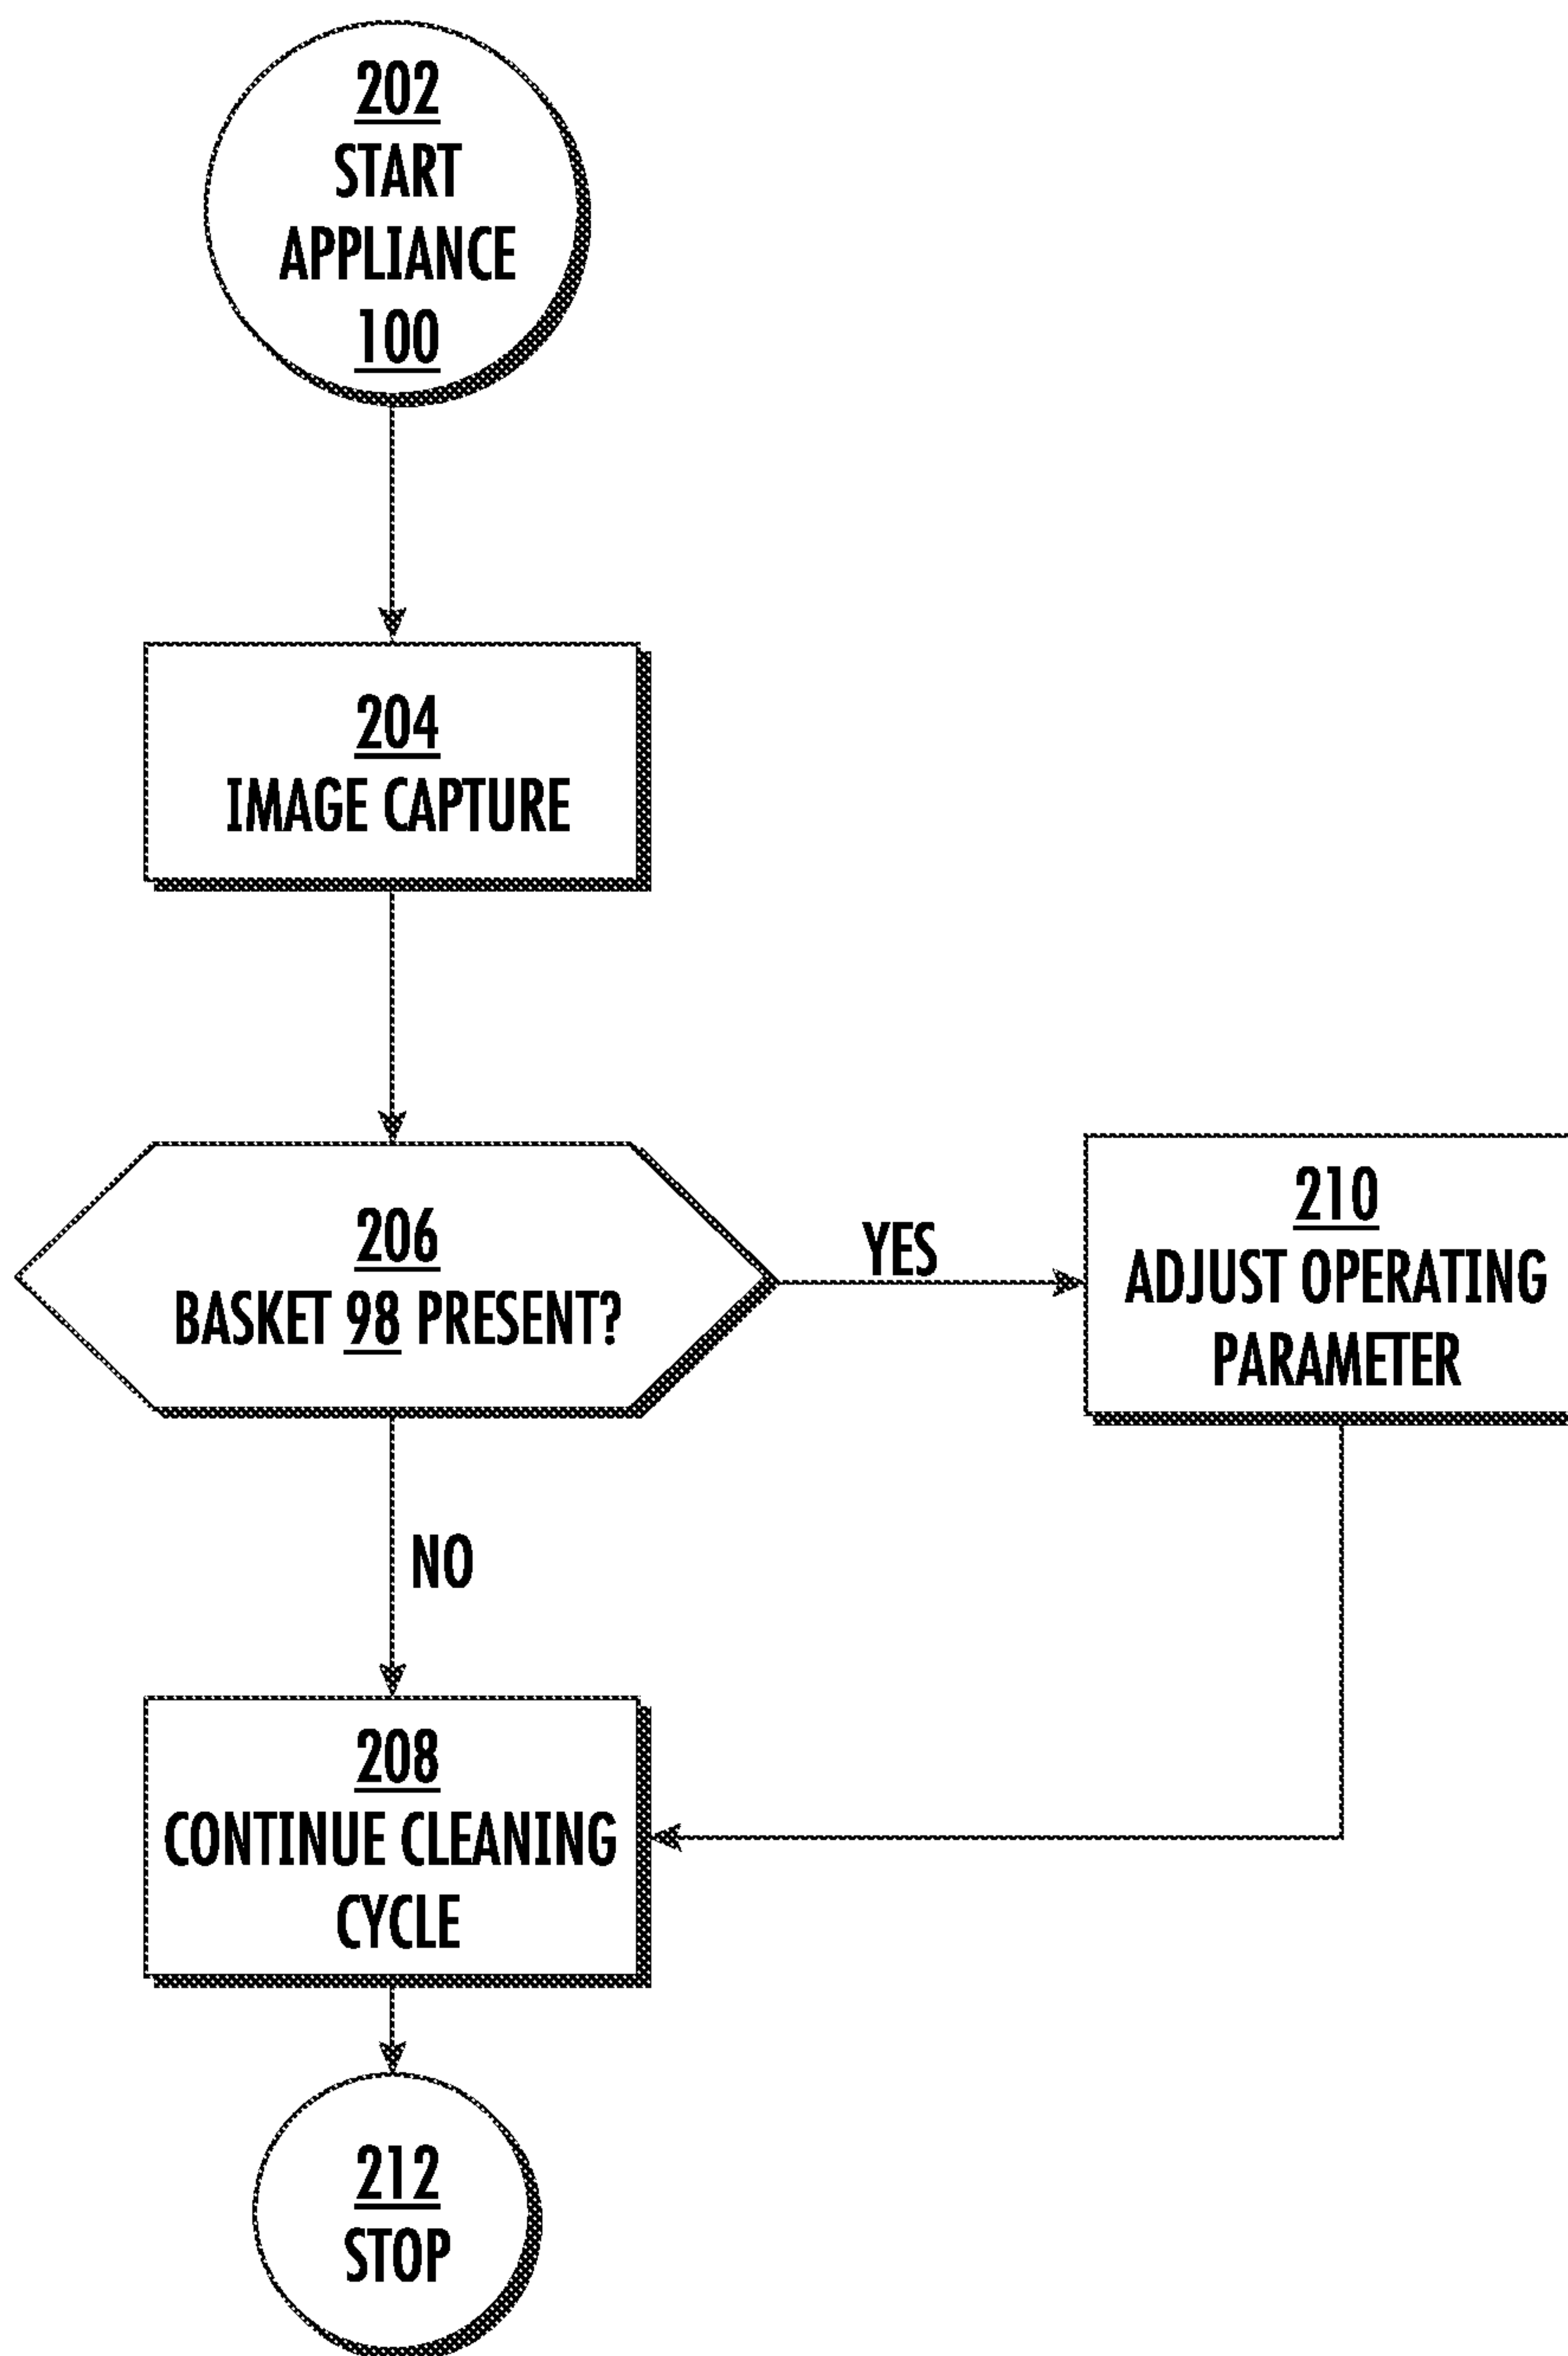 202
START
APPLIANCE
100
204
IMAGE CAPTURE
206
BASKET 98 PRESENT?
YES
210
ADJUST OPERATING
PARAMETER
NO
208
CONTINUE CLEANING
CYCLE
212
STOP